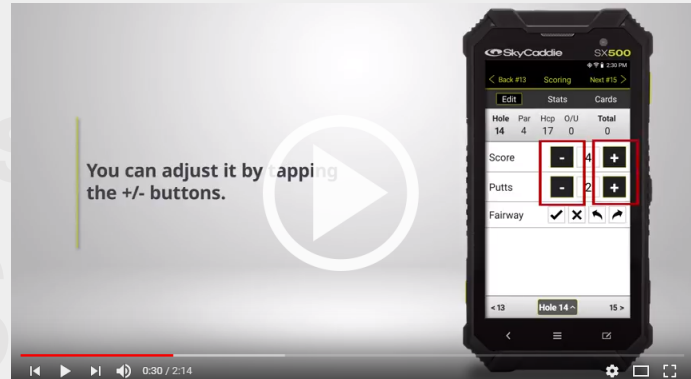 SkyCaddie SX500
2:30 PM
< Back #13 Scoring Next #15 >
Edit Stats Cards
Hole Par Hcp O/U Total
14 4 17 0 0
Score - 4 +
You can adjust it by tapping
the +/- buttons.
Putts - 2 +
Fairway
< 13 Hole 14 ^ 15 >
0:30 / 2:14